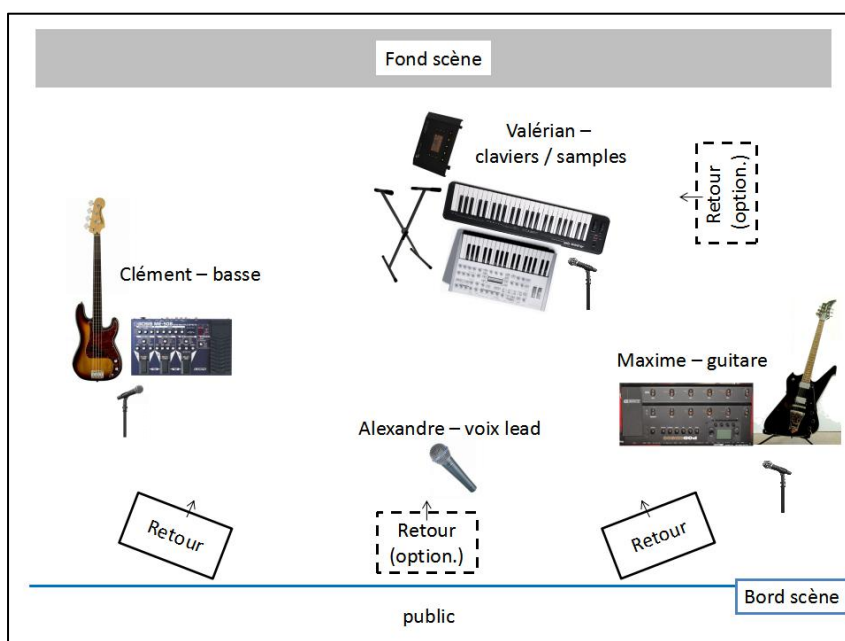 Fond scène
Valérian –
claviers / samples
Retour
(option.)
Clément – basse
Maxime – guitare
Alexandre – voix lead
Retour
Retour
(option.)
Retour
Bord scène
public